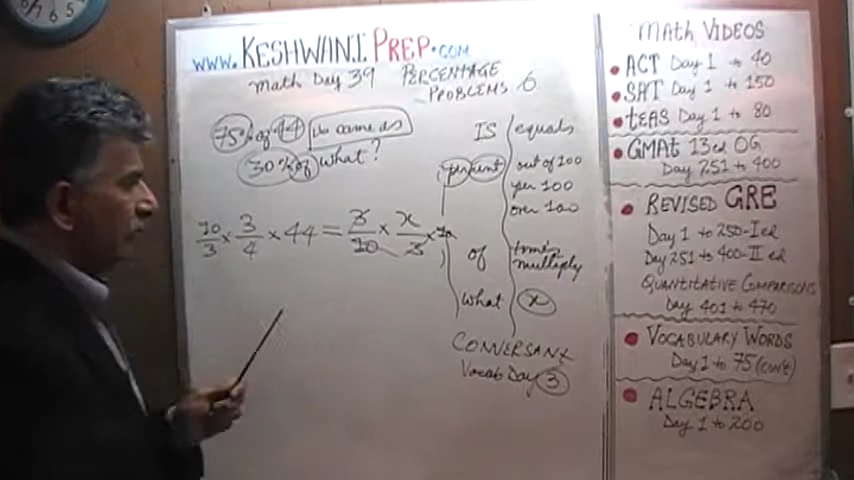 www.KESHWANI PREP.com
Math Day 39 PERCENTAGE PROBLEMS 6
75% of 44 is same as
30% of what?
10/3 × 3/4 × 44 = 3/10 × x/3 × 10
IS equals
percent out of 100
per 100
over 100
of times
multiply
what x
CONVERSANT
Vocab Day 3
MATH VIDEOS
ACT Day 1 to 40
SAT Day 1 to 150
tEAS Day 1 to 80
GMAt 13ed OG
Day 251 to 400
REVISED GRE
Day 1 to 250-I ed
Day 251 to 400-II ed
QUANTITATIVE COMPARISONS
Day 401 to 470
VOCABULARY WORDS
Day 1 to 75 (cont)
ALGEBRA
Day 1 to 200